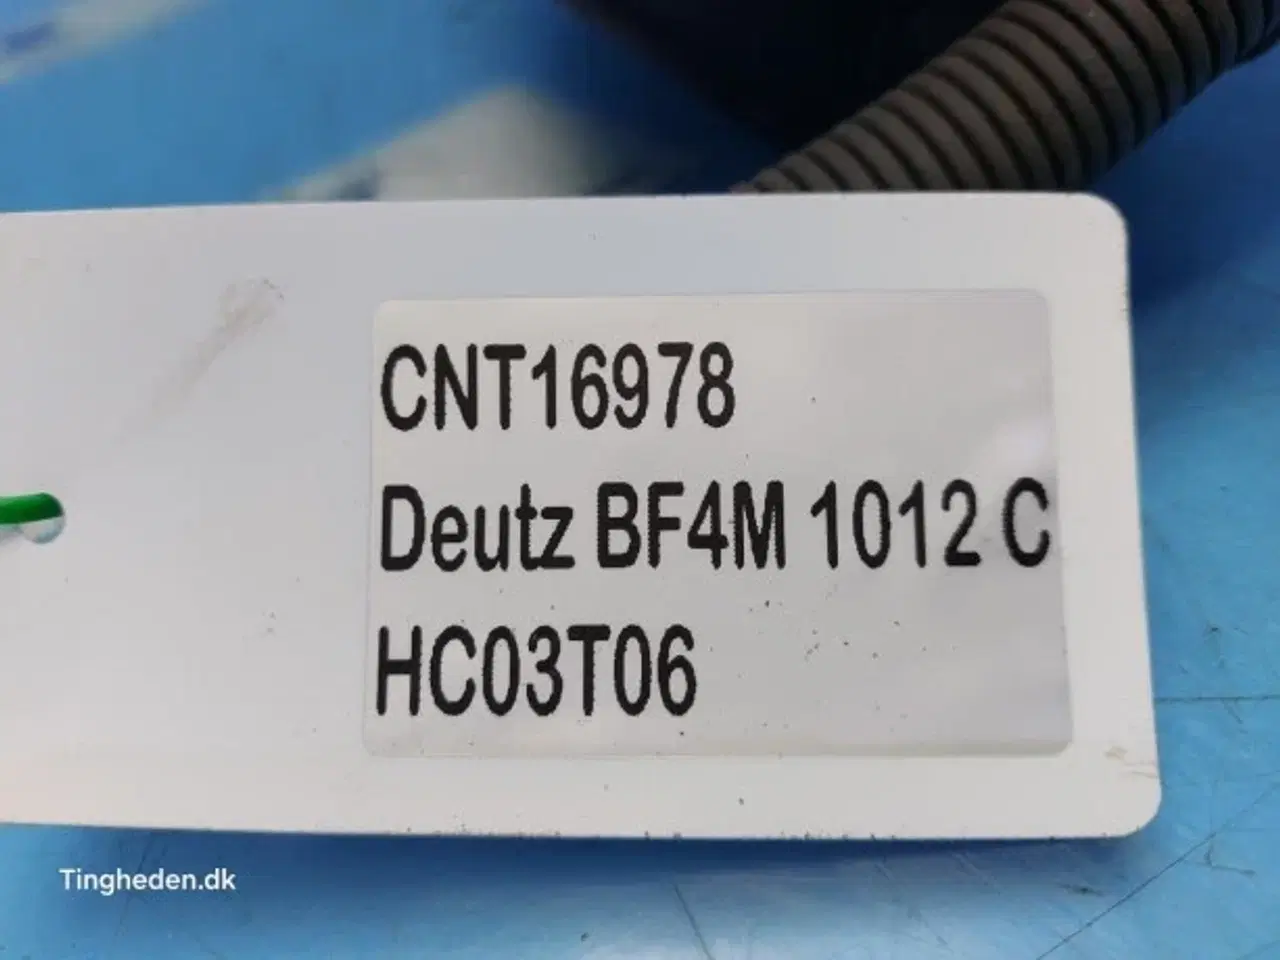 CNT16978
Deutz BF4M 1012 C
HC03T06
Tingheden.dk